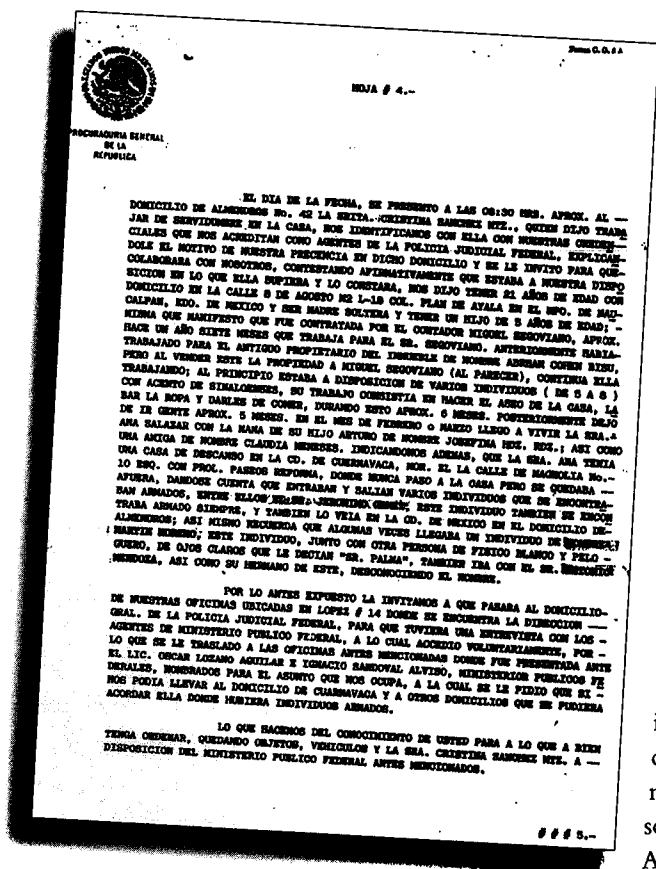 Forma C. G. 8 A
HOJA # 4.-
PROCURADURIA GENERAL
DE LA
REPUBLICA
EL DIA DE LA FECHA, SE PRESENTO A LAS 08:30 HRS. APROX. AL —
DOMICILIO DE ALMENDROS No. 42 LA SRITA. CRISTINA SANCHEZ MTZ., QUIEN DIJO TRABA
JAR DE SERVIDUMBRE EN LA CASA, NOS IDENTIFICAMOS CON ELLA CON NUESTRAS CREDEN-
CIALES QUE NOS ACREDITAN COMO AGENTES DE LA POLICIA JUDICIAL FEDERAL, EXPLICAN-
DOLE EL MOTIVO DE NUESTRA PRECENCIA EN DICHO DOMICILIO Y SE LE INVITO PARA QUE-
COLABORARA CON NOSOTROS, CONTESTANDO AFIRMATIVAMENTE QUE ESTABA A NUESTRA DISPO
SICION EN LO QUE ELLA SUPIERA Y LO CONSTARA, NOS DIJO TENER 21 AÑOS DE EDAD CON
DOMICILIO EN LA CALLE 8 DE AGOSTO M2 L-18 COL. PLAN DE AYALA EN EL MPO. DE NAU-
CALPAN, EDO. DE MEXICO Y SER MADRE SOLTERA Y TENER UN HIJO DE 5 AÑOS DE EDAD; -
MISMA QUE MANIFESTO QUE FUE CONTRATADA POR EL CONTADOR MIGUEL SEGOVIANO, APROX.
HACE UN AÑO SIETE MESES QUE TRABAJA PARA EL SR. SEGOVIANO. ANTERIORMENTE HABIA-
TRABAJADO PARA EL ANTIGUO PROPIETARIO DEL INMUEBLE DE NOMBRE COHEN
PERO AL VENDER ESTE LA PROPIEDAD A MIGUEL SEGOVIANO (AL PARECER), CONTINUA ELLA
TRABAJANDO; AL PRINCIPIO ESTABA A DISPOSICION DE VARIOS INDIVIDUOS ( DE 5 A 8 )
CON ACENTO DE SINALOENSES, SU TRABAJO CONSISTIA EN HACER EL ASEO DE LA CASA, LA
BAR LA ROPA Y DARLES DE COMER, DURANDO ESTO APROX. 6 MESES. POSTERIORMENTE DEJO
DE IR GENTE APROX. 5 MESES. EN EL MES DE FEBRERO o MARZO LLEGO A VIVIR LA SRA.
ANA SALAZAR CON LA NANA DE SU HIJO ARTURO DE NOMBRE JOSEFINA HDZ. HDZ.; ASI COMO
UNA AMIGA DE NOMBRE CLAUDIA MENESES. INDICANDONOS ADEMAS, QUE LA SRA. ANA TENIA
UNA CASA DE DESCANSO EN LA CD. DE CUERNAVACA, MOR. EL LA CALLE DE MAGNOLIA No.-
10 ESQ. CON PROL. PASEOS REFORMA, DONDE NUNCA PASO A LA CASA PERO SE QUEDABA —
AFUERA, DANDOSE CUENTA QUE ENTRABAN Y SALIAN VARIOS INDIVIDUOS QUE SE ENCONTRA-
BAN ARMADOS, ENTRE ELLOS ESTE INDIVIDUO TAMBIEN SE ENCON
TRABA ARMADO SIEMPRE, Y TAMBIEN LO VEIA EN LA CD. DE MEXICO EN EL DOMICILIO DE-
ALMENDROS; ASI MISMO RECUERDA QUE ALGUNAS VECES LLEGABA UN INDIVIDUO DE NOMBRE
MARTIN MORENO; ESTE INDIVIDUO, JUNTO CON OTRA PERSONA DE FISICO BLANCO Y PELO -
GUERO, DE OJOS CLAROS QUE LE DECIAN "SR. PALMA", TAMBIEN IBA CON EL SR.
MENDOZA, ASI COMO SU HERMANO DE ESTE, DESCONOCIENDO EL NOMBRE.
POR LO ANTES EXPUESTO LA INVITAMOS A QUE PASARA AL DOMICILIO-
DE NUESTRAS OFICINAS UBICADAS EN LOPEZ # 14 DONDE SE ENCUENTRA LA DIRECCION —
GRAL. DE LA POLICIA JUDICIAL FEDERAL, PARA QUE TUVIERA UNA ENTREVISTA CON LOS -
AGENTES DE MINISTERIO PUBLICO FEDERAL, A LO CUAL ACCEDIO VOLUNTARIAMENTE, POR -
LO QUE SE LE TRASLADO A LAS OFICINAS ANTES MENCIONADAS DONDE FUE PRESENTADA ANTE
EL LIC. OSCAR LOZANO AGUILAR E IGNACIO SANDOVAL ALVISO, MINISTERIOR PUBLICOS FE
DERALES, NOMBRADOS PARA EL ASUNTO QUE NOS OCUPA, A LA CUAL SE LE PIDIO QUE SI -
NOS PODIA LLEVAR AL DOMICILIO DE CUARNAVACA Y A OTROS DOMICILIOS QUE SE PUDIERA
ACORDAR ELLA DONDE HUBIERA INDIVIDUOS ARMADOS.
LO QUE HACEMOS DEL CONOCIMIENTO DE USTED PARA A LO QUE A BIEN
TENGA ORDENAR, QUEDANDO OBJETOS, VEHICULOS Y LA SRA. CRISTINA SANCHEZ MTZ. A —
DISPOSICION DEL MINISTERIO PUBLICO FEDERAL ANTES MENCIONADOS.
# # # 5.-